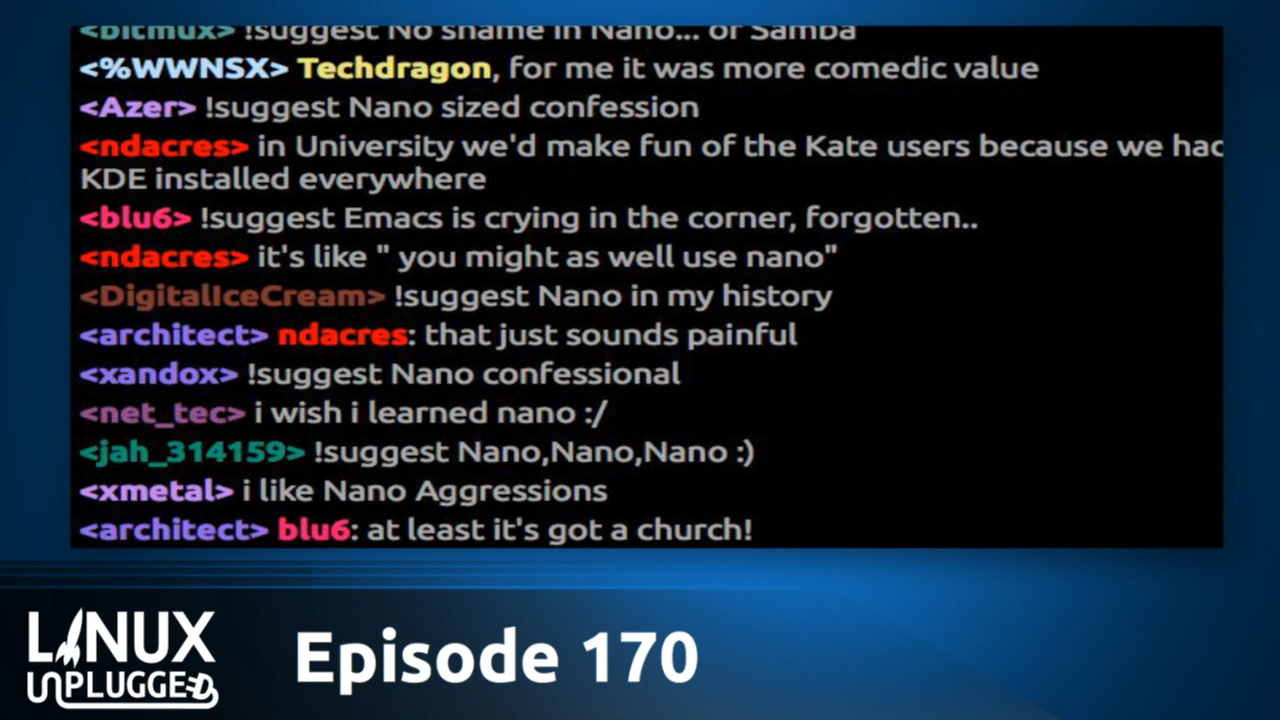 <bitmux> !suggest No shame in Nano... or Samba
<%WWNSX> Techdragon, for me it was more comedic value
<Azer> !suggest Nano sized confession
<ndacres> in University we'd make fun of the Kate users because we had
KDE installed everywhere
<blu6> !suggest Emacs is crying in the corner, forgotten..
<ndacres> it's like " you might as well use nano"
<DigitalIceCream> !suggest Nano in my history
<architect> ndacres: that just sounds painful
<xandox> !suggest Nano confessional
<net_tec> i wish i learned nano :/
<jah_314159> !suggest Nano,Nano,Nano :)
<xmetal> i like Nano Aggressions
<architect> blu6: at least it's got a church!
LINUX
UNPLUGGED
Episode 170